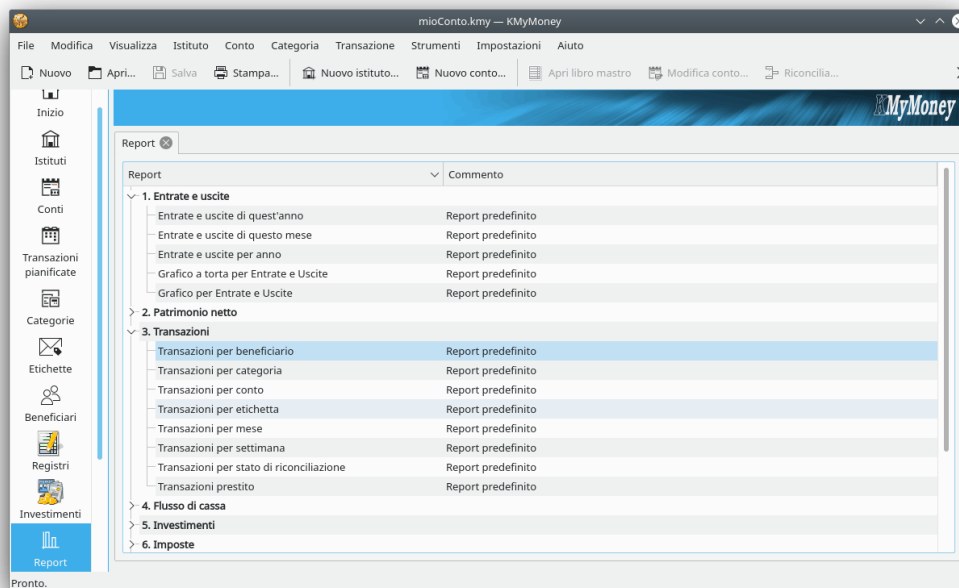 mioConto.kmy — KMyMoney
File Modifica Visualizza Istituto Conto Categoria Transazione Strumenti Impostazioni Aiuto
Nuovo Apri... Salva Stampa... Nuovo istituto... Nuovo conto... Apri libro mastro Modifica conto... Riconcilia...
KMyMoney
Inizio
Istituti
Conti
Transazioni
pianificate
Categorie
Etichette
Beneficiari
Registri
Investimenti
Report
Report
Report Commento
1. Entrate e uscite
Entrate e uscite di quest'anno Report predefinito
Entrate e uscite di questo mese Report predefinito
Entrate e uscite per anno Report predefinito
Grafico a torta per Entrate e Uscite Report predefinito
Grafico per Entrate e Uscite Report predefinito
2. Patrimonio netto
3. Transazioni
Transazioni per beneficiario Report predefinito
Transazioni per categoria Report predefinito
Transazioni per conto Report predefinito
Transazioni per etichetta Report predefinito
Transazioni per mese Report predefinito
Transazioni per settimana Report predefinito
Transazioni per stato di riconciliazione Report predefinito
Transazioni prestito Report predefinito
4. Flusso di cassa
5. Investimenti
6. Imposte
Pronto.